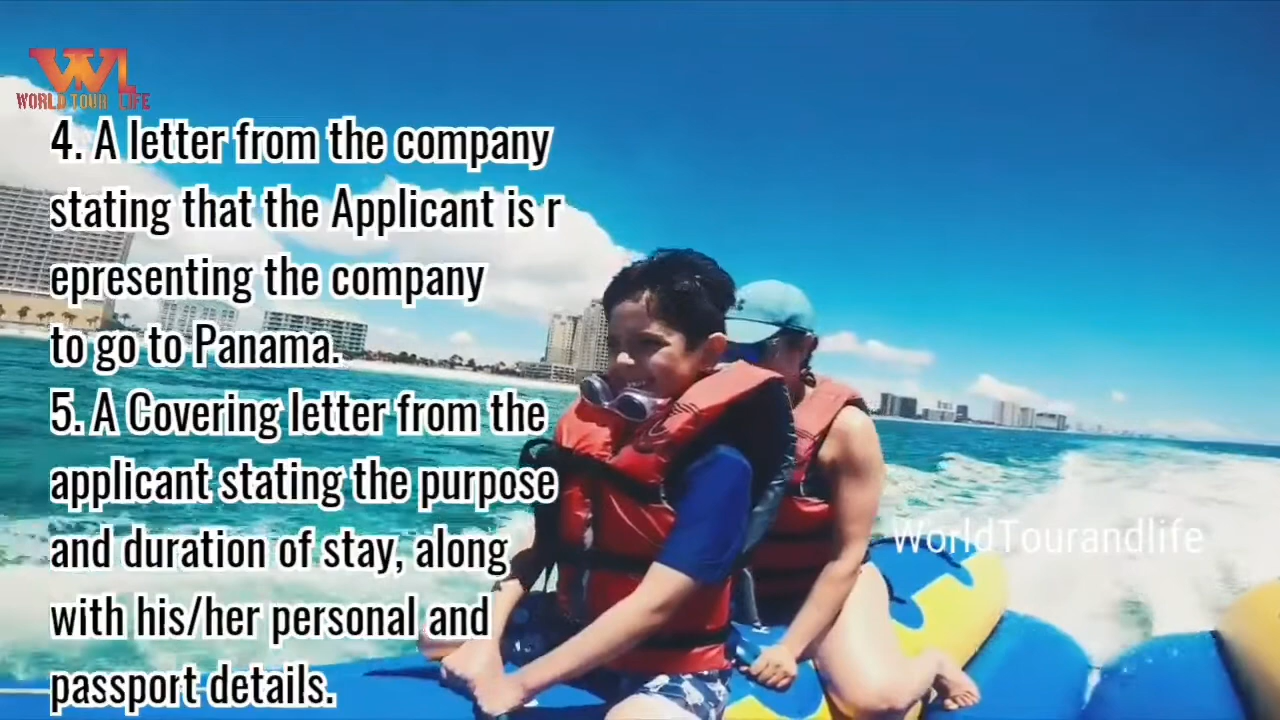 WL
WORLD TOUR LIFE
4. A letter from the company
stating that the Applicant is r
epresenting the company
to go to Panama.
5. A Covering letter from the
applicant stating the purpose
and duration of stay, along
with his/her personal and
passport details.
WorldTourandlife